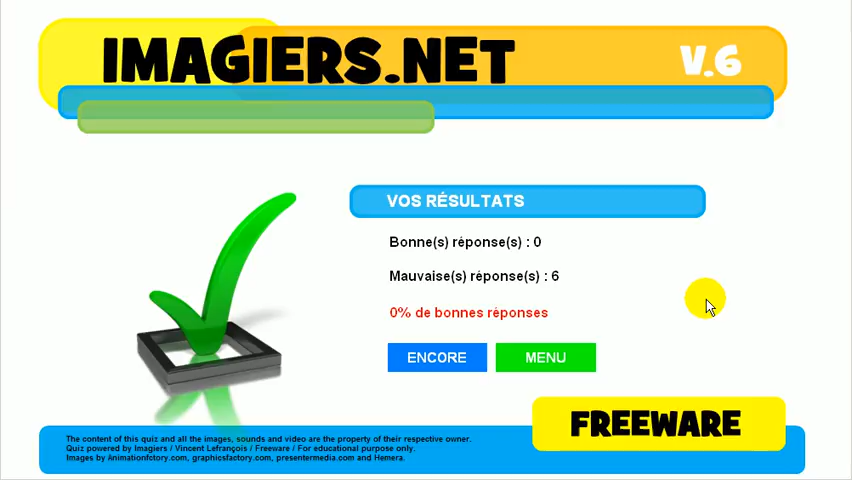 IMAGIERS.NET
V.6
VOS RÉSULTATS
Bonne(s) réponse(s) : 0
Mauvaise(s) réponse(s) : 6
0% de bonnes réponses
ENCORE
MENU
FREEWARE
The content of this quiz and all the images, sounds and video are the property of their respective owner.
Quiz powered by Imagiers / Vincent Lefrançois / Freeware / For educational purpose only.
Images by Animationfctory.com, graphicsfactory.com, presentermedia.com and Hemera.